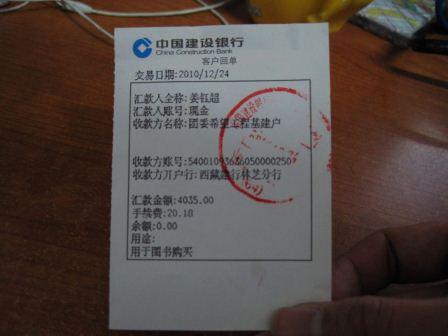 中国建设银行
China Construction Bank
客户回单
交易日期:2010/12/24
汇款人全称:姜钰超
汇款人账号:现金
收款方名称:团委希望工程基建户
收款方账号:54001093636050000250
收款方开户行:西藏建行林芝分行
汇款金额:4035.00
手续费:20.18
余额:0.00
用途:
用于图书购买